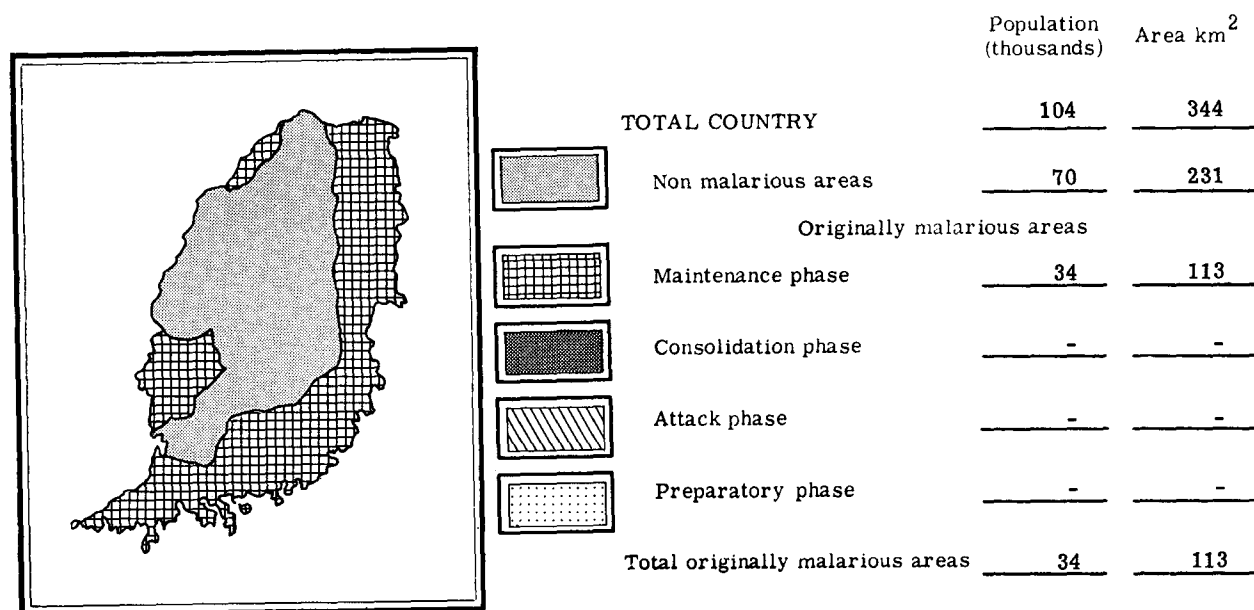 Population (thousands) Area km²
TOTAL COUNTRY 104 344
Non malarious areas 70 231
Originally malarious areas
Maintenance phase 34 113
Consolidation phase - -
Attack phase - -
Preparatory phase - -
Total originally malarious areas 34 113